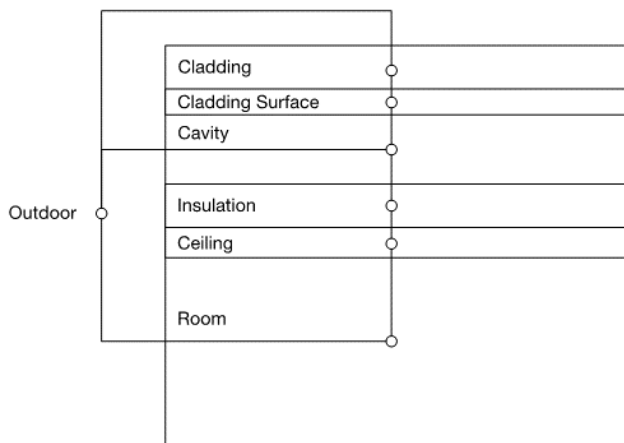 Cladding
Cladding Surface
Cavity
Outdoor
Insulation
Ceiling
Room